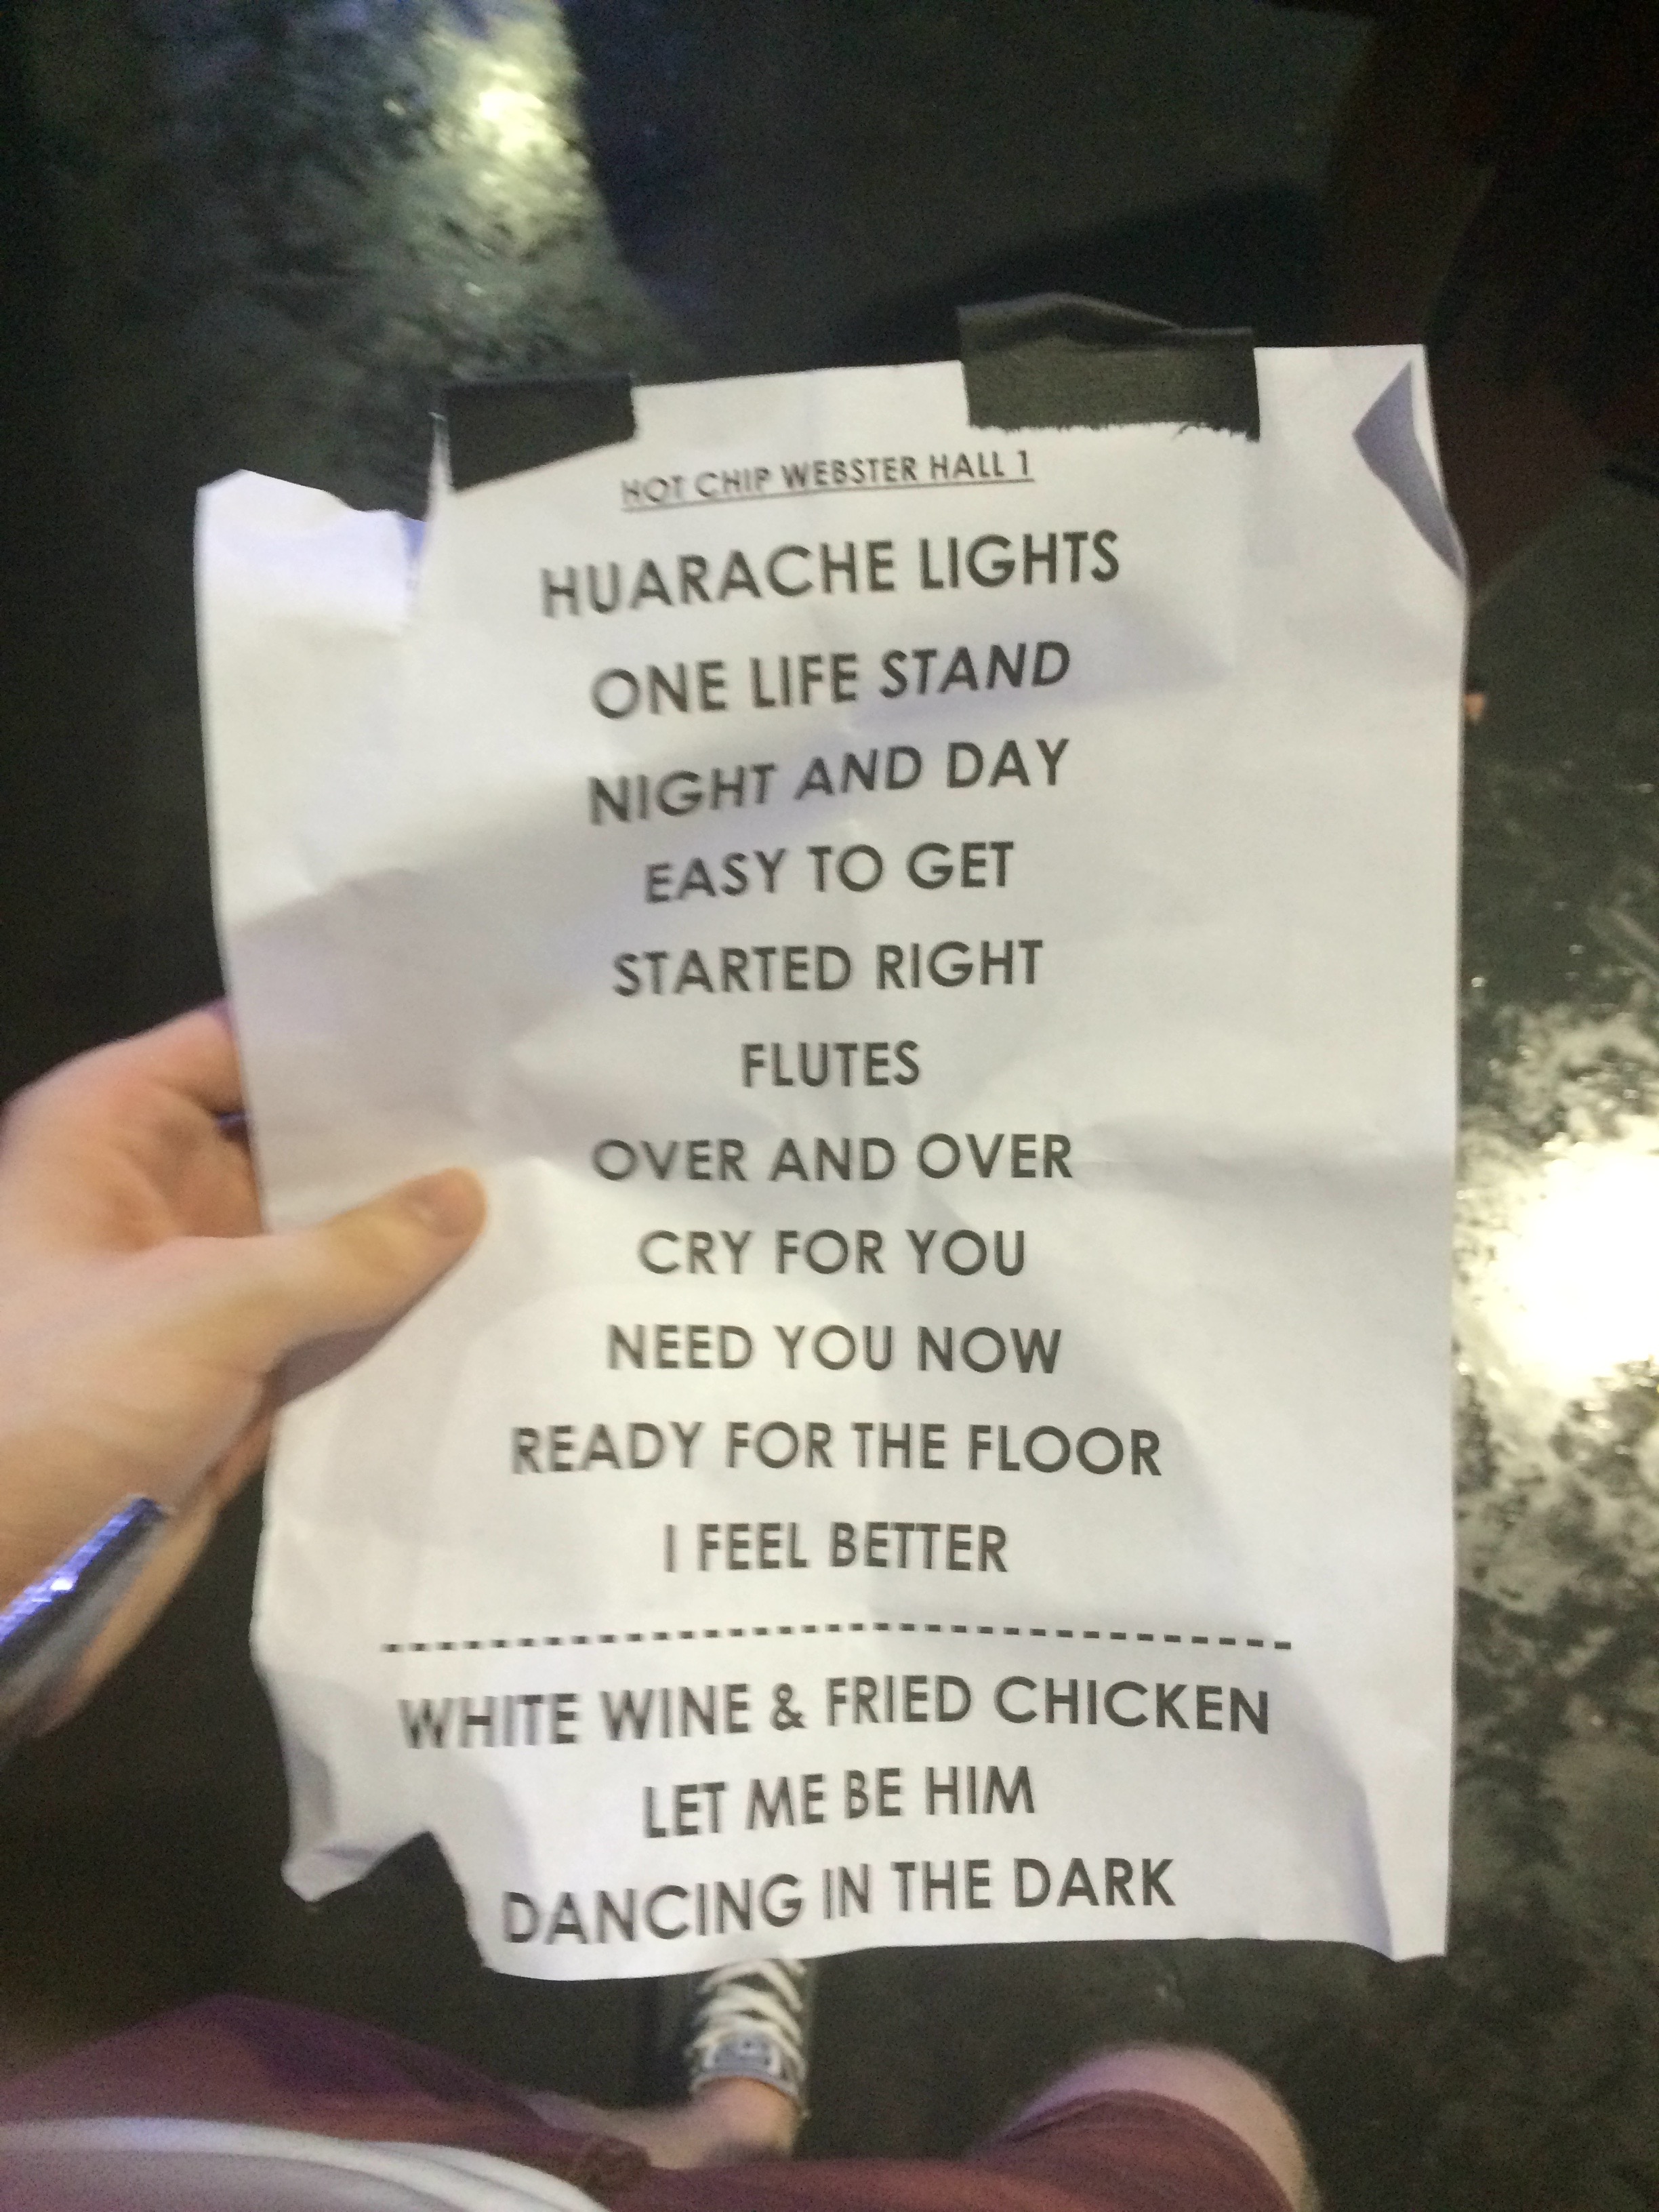 HOT CHIP WEBSTER HALL 1
HUARACHE LIGHTS
ONE LIFE STAND
NIGHT AND DAY
EASY TO GET
STARTED RIGHT
FLUTES
OVER AND OVER
CRY FOR YOU
NEED YOU NOW
READY FOR THE FLOOR
I FEEL BETTER
----------------------------------
WHITE WINE & FRIED CHICKEN
LET ME BE HIM
DANCING IN THE DARK